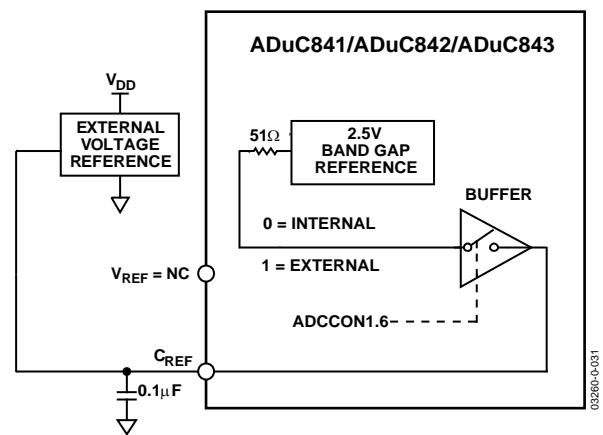 ADuC841/ADuC842/ADuC843
VDD
EXTERNAL
VOLTAGE
REFERENCE
51Ω
2.5V
BAND GAP
REFERENCE
BUFFER
0 = INTERNAL
1 = EXTERNAL
VREF = NC
ADCCON1.6
CREF
0.1μF
03260-0-031